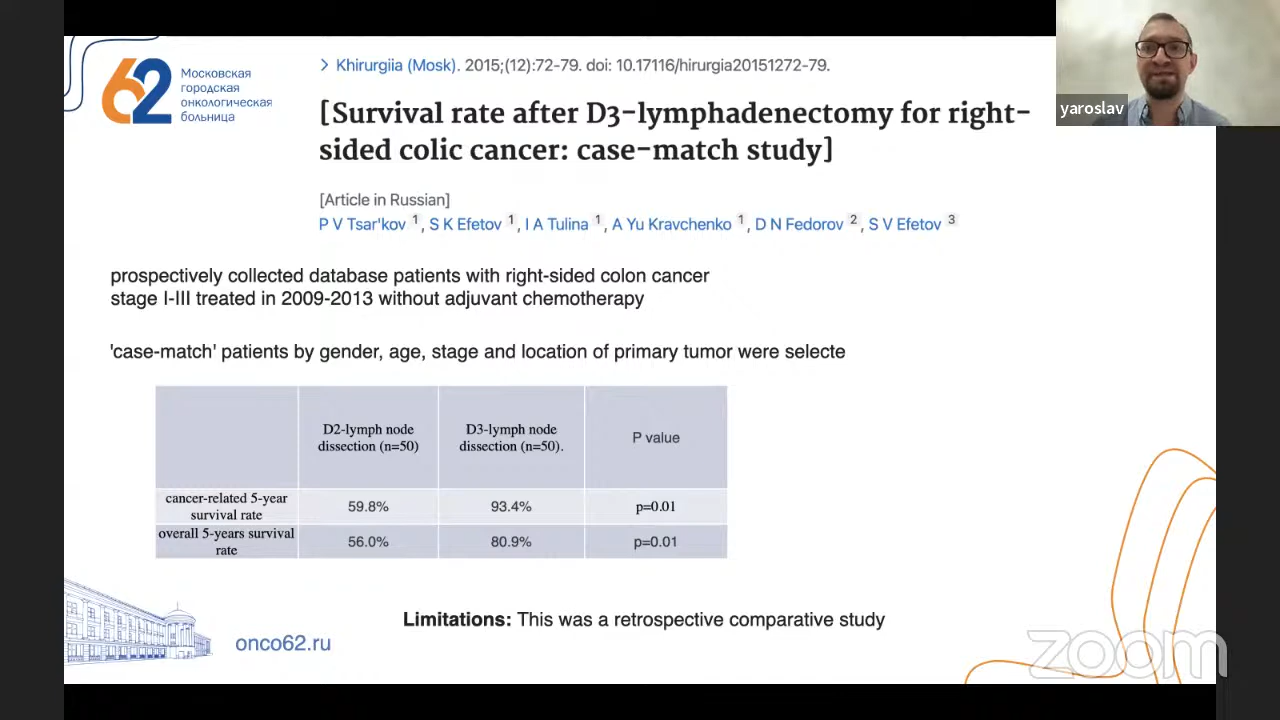 62
Московская
городская
онкологическая
больница
> Khirurgiia (Mosk). 2015;(12):72-79. doi: 10.17116/hirurgia20151272-79.
[Survival rate after D3-lymphadenectomy for right-
sided colic cancer: case-match study]
[Article in Russian]
P V Tsar'kov 1, S K Efetov 1, I A Tulina 1, A Yu Kravchenko 1, D N Fedorov 2, S V Efetov 3
yaroslav
prospectively collected database patients with right-sided colon cancer
stage I-III treated in 2009-2013 without adjuvant chemotherapy
'case-match' patients by gender, age, stage and location of primary tumor were selecte
D2-lymph node
dissection (n=50)
D3-lymph node
dissection (n=50).
P value
cancer-related 5-year
survival rate
59.8%
93.4%
p=0.01
overall 5-years survival
rate
56.0%
80.9%
p=0.01
Limitations: This was a retrospective comparative study
onco62.ru
zoom